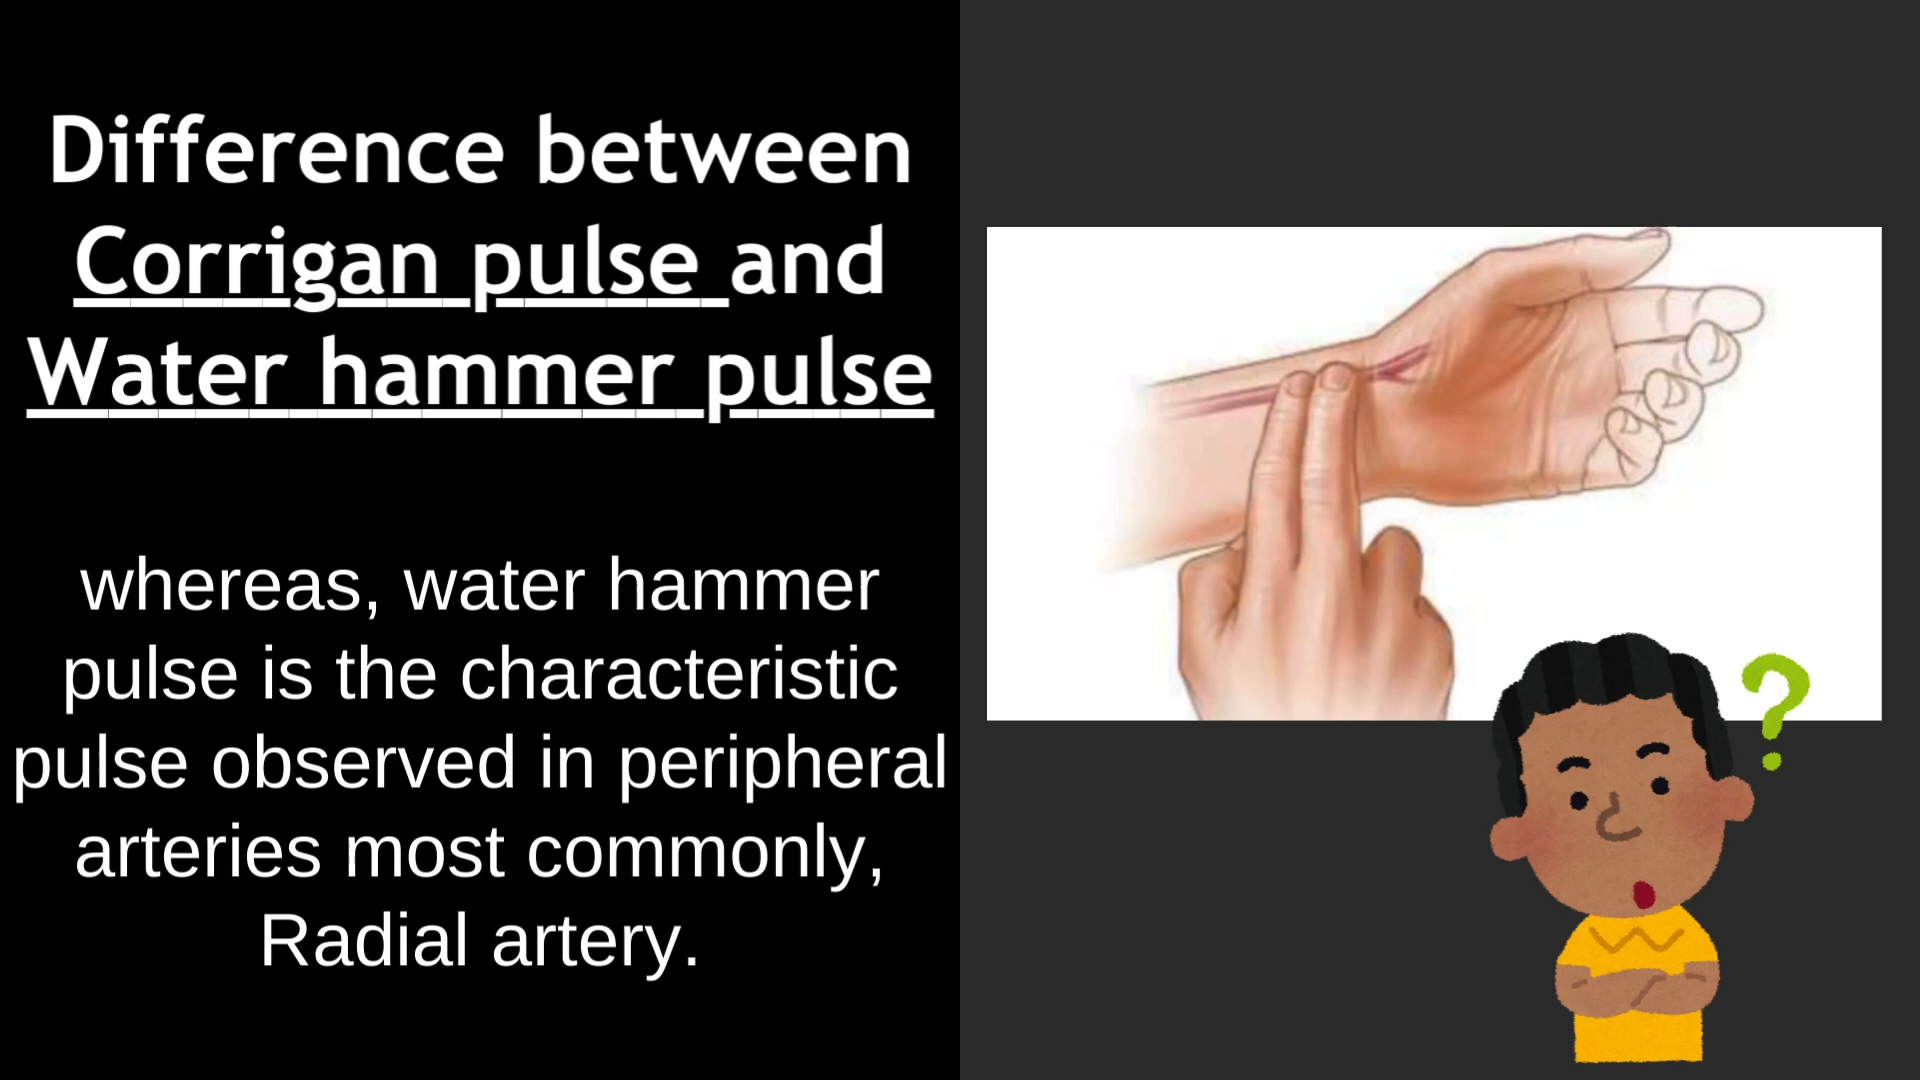 Difference between
Corrigan pulse and
Water hammer pulse
whereas, water hammer
pulse is the characteristic
pulse observed in peripheral
arteries most commonly,
Radial artery.
?